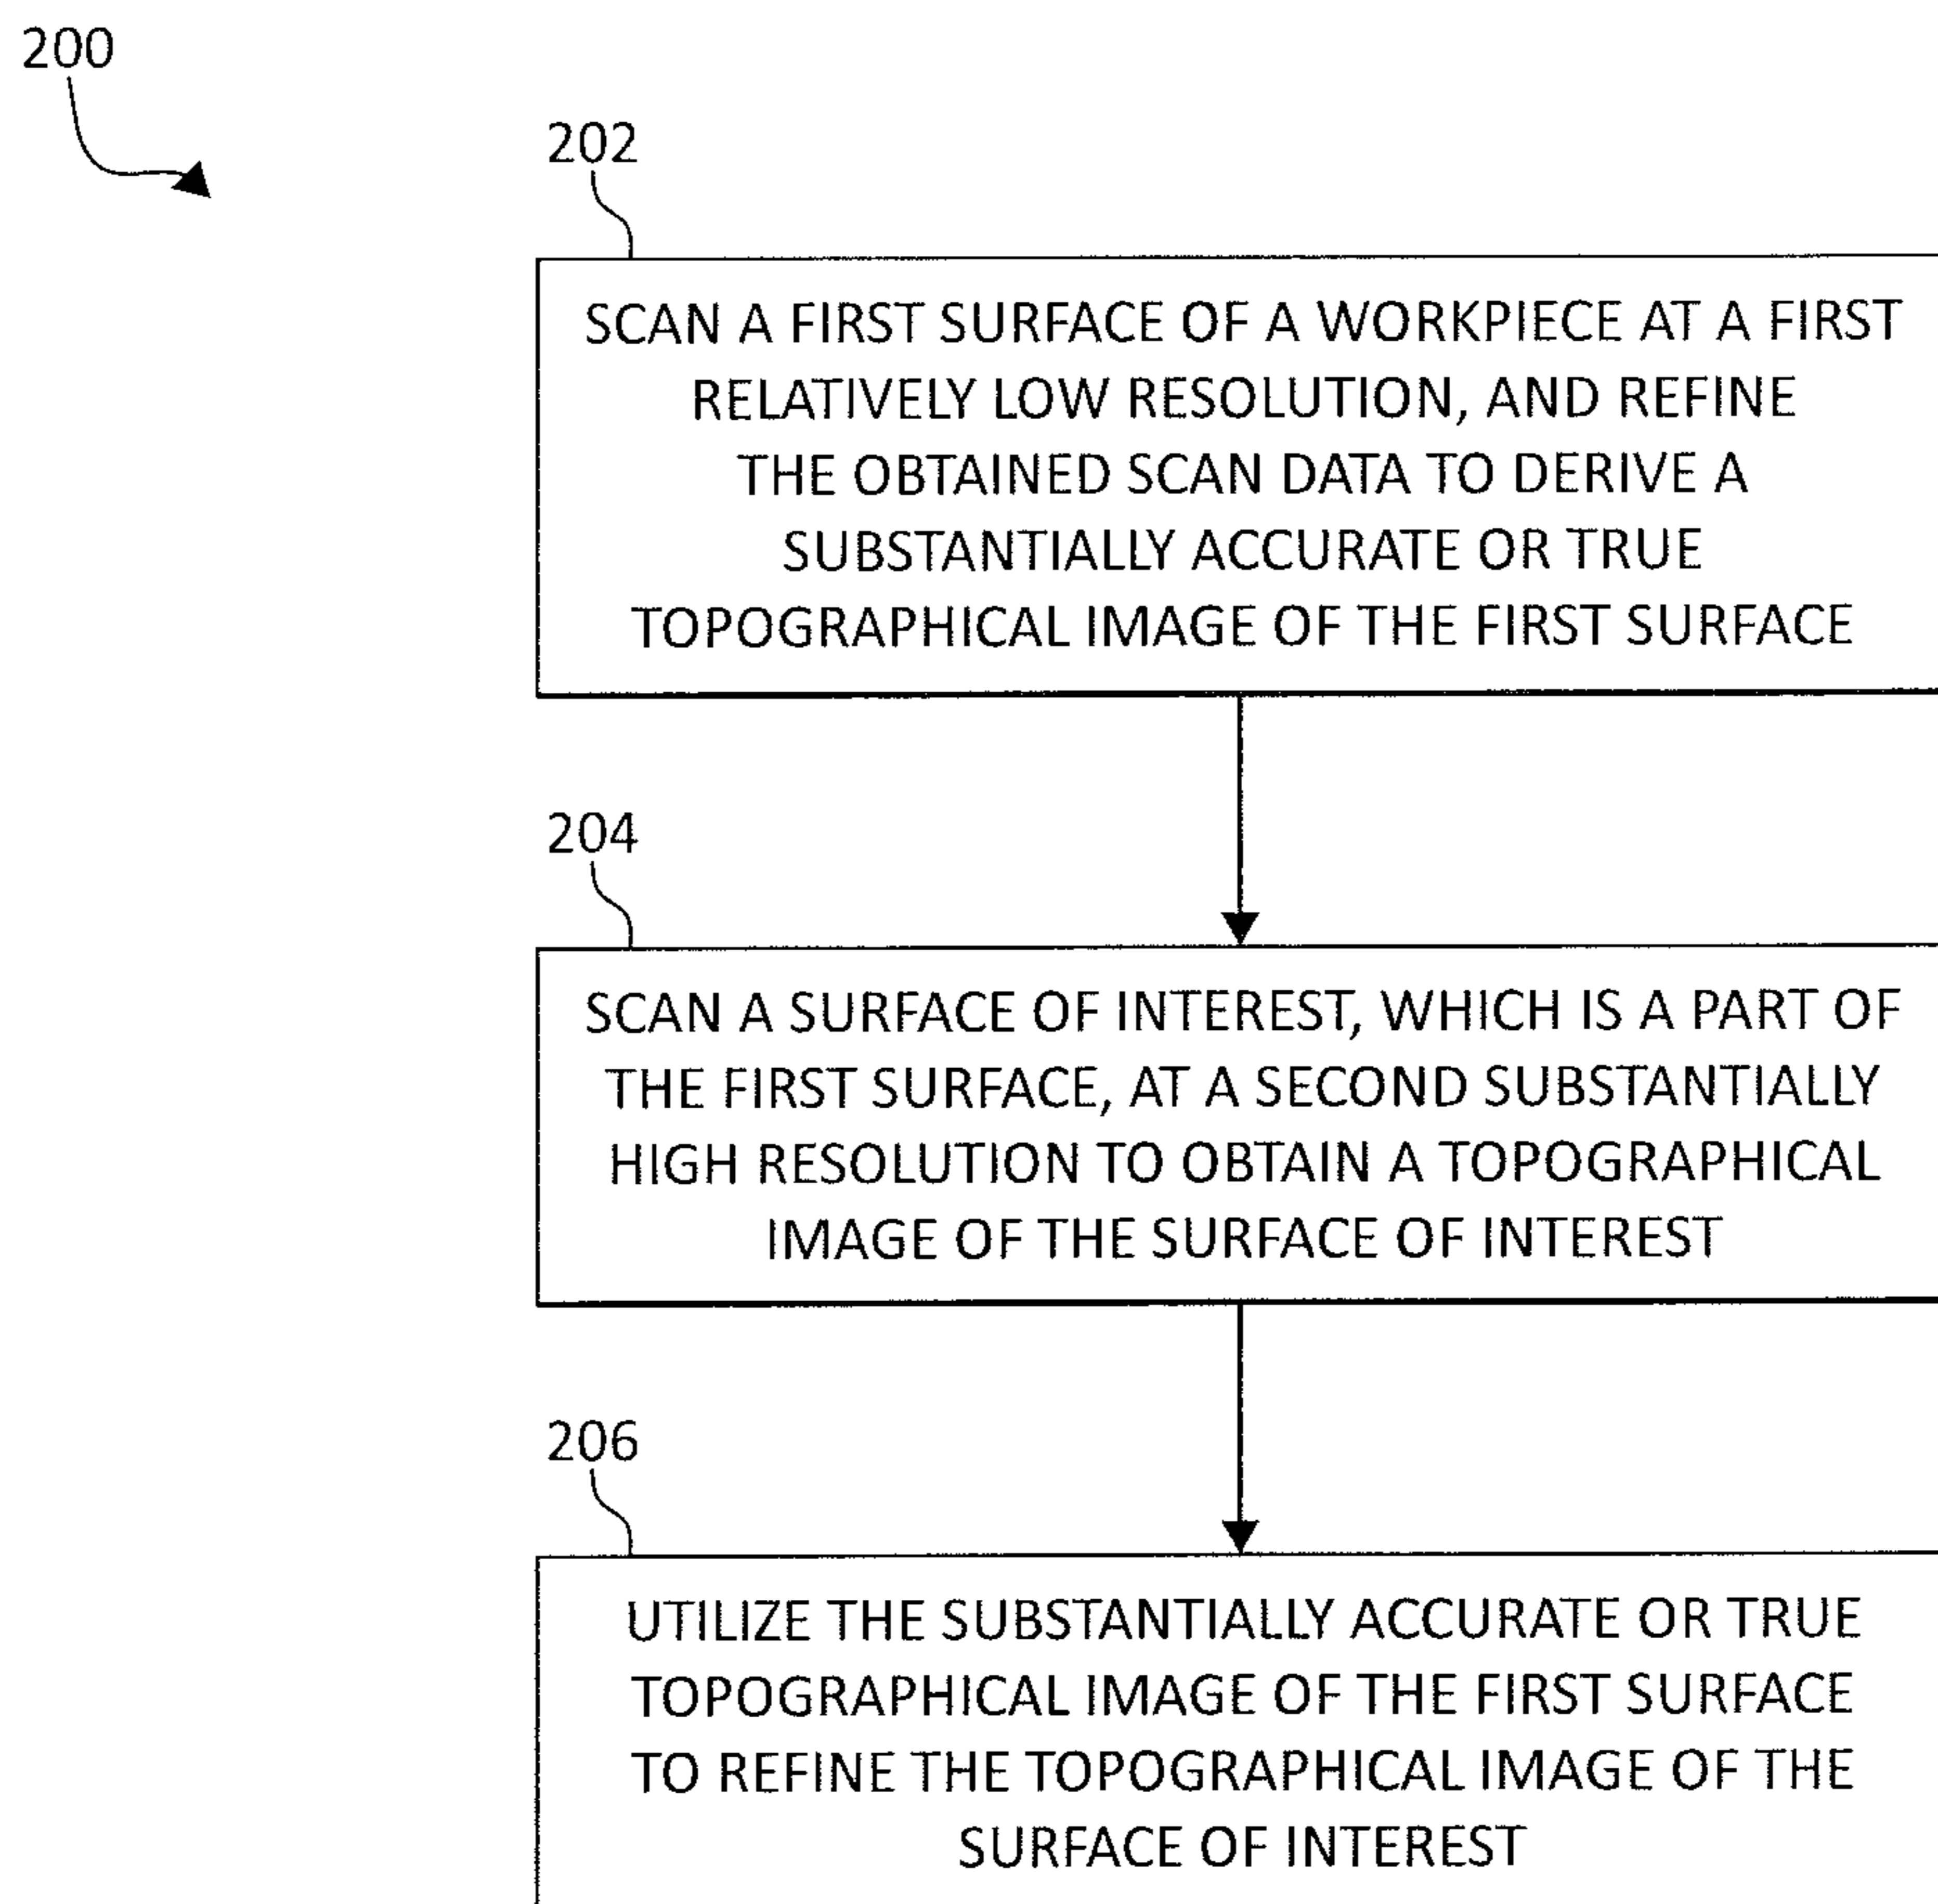 200
202
SCAN A FIRST SURFACE OF A WORKPIECE AT A FIRST
RELATIVELY LOW RESOLUTION, AND REFINE
THE OBTAINED SCAN DATA TO DERIVE A
SUBSTANTIALLY ACCURATE OR TRUE
TOPOGRAPHICAL IMAGE OF THE FIRST SURFACE
204
SCAN A SURFACE OF INTEREST, WHICH IS A PART OF
THE FIRST SURFACE, AT A SECOND SUBSTANTIALLY
HIGH RESOLUTION TO OBTAIN A TOPOGRAPHICAL
IMAGE OF THE SURFACE OF INTEREST
206
UTILIZE THE SUBSTANTIALLY ACCURATE OR TRUE
TOPOGRAPHICAL IMAGE OF THE FIRST SURFACE
TO REFINE THE TOPOGRAPHICAL IMAGE OF THE
SURFACE OF INTEREST